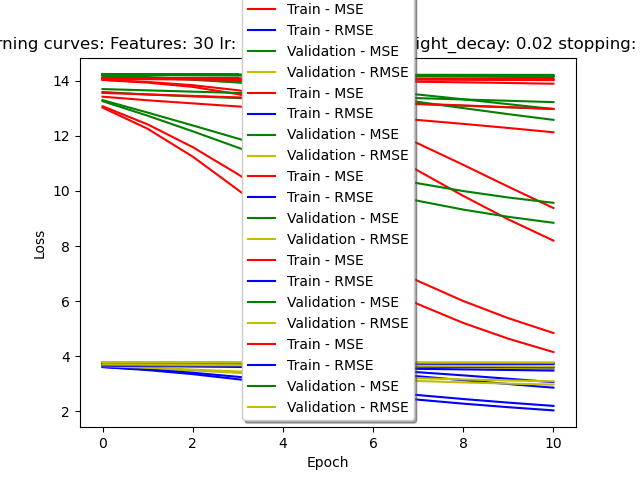 rning curves: Features: 30 lr: ight_decay: 0.02 stopping:
Train - MSE
Train - RMSE
Validation - MSE
Validation - RMSE
Train - MSE
Train - RMSE
Validation - MSE
Validation - RMSE
Train - MSE
Train - RMSE
Validation - MSE
Validation - RMSE
Train - MSE
Train - RMSE
Validation - MSE
Validation - RMSE
Train - MSE
Train - RMSE
Validation - MSE
Validation - RMSE
14
12
10
8
6
4
2
Loss
0 2 4 6 8 10
Epoch